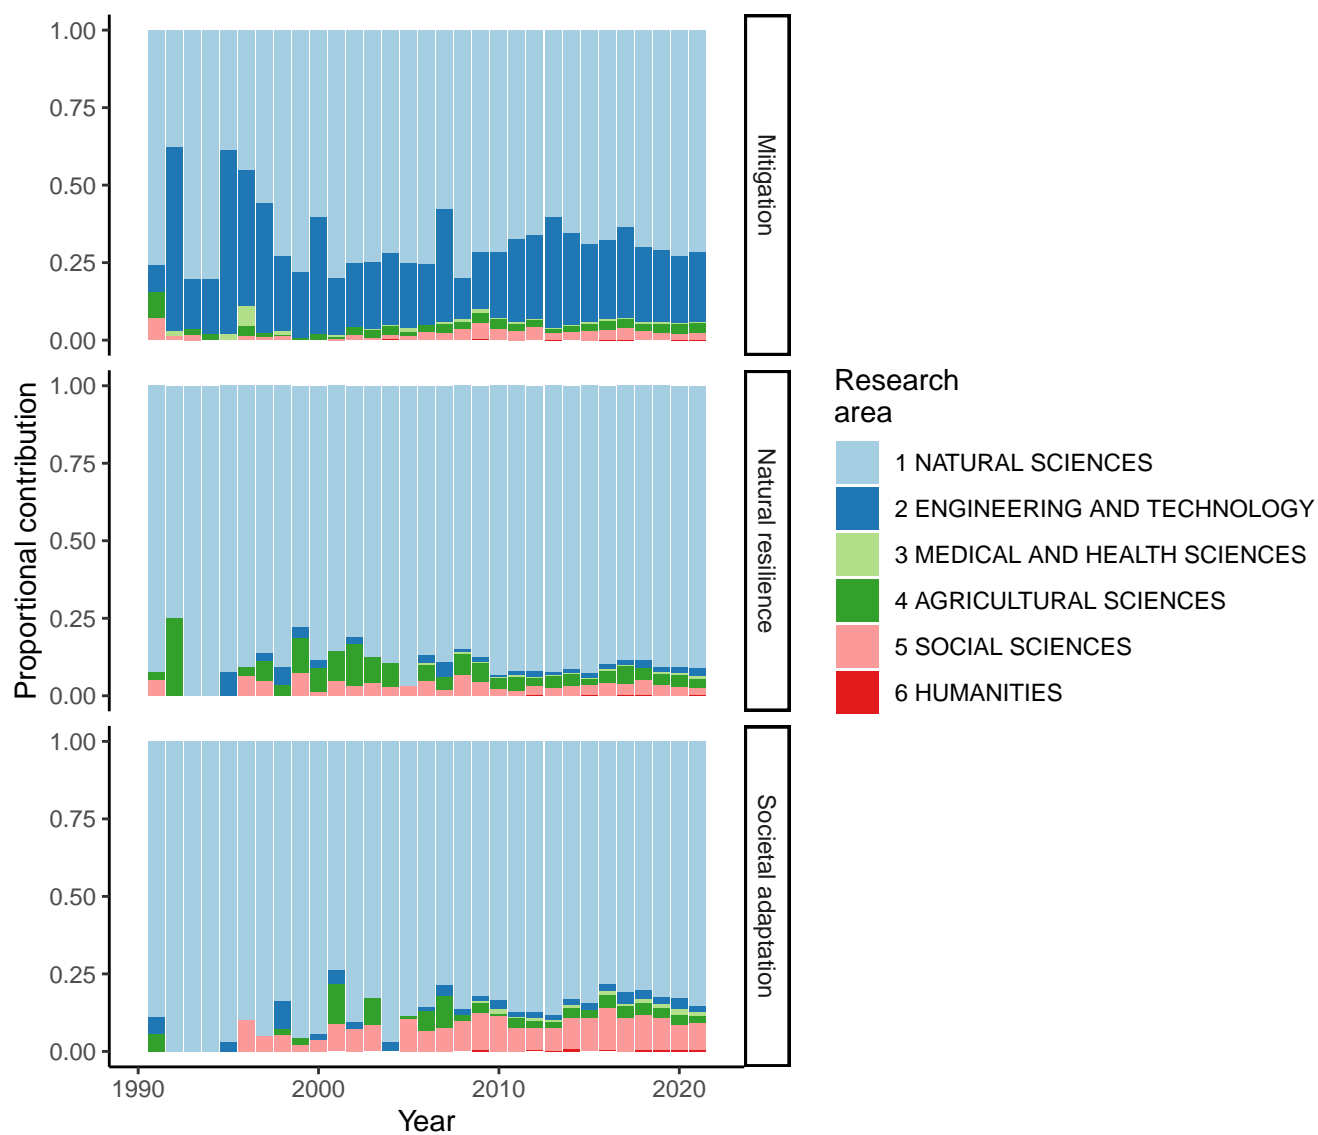 1.00
0.75
0.50
0.25
0.00
Mitigation
1.00
0.75
0.50
0.25
0.00
Natural resilience
1.00
0.75
0.50
0.25
0.00
Societal adaptation
Proportional contribution
1990
2000
2010
2020
Year
Research
area
1 NATURAL SCIENCES
2 ENGINEERING AND TECHNOLOGY
3 MEDICAL AND HEALTH SCIENCES
4 AGRICULTURAL SCIENCES
5 SOCIAL SCIENCES
6 HUMANITIES